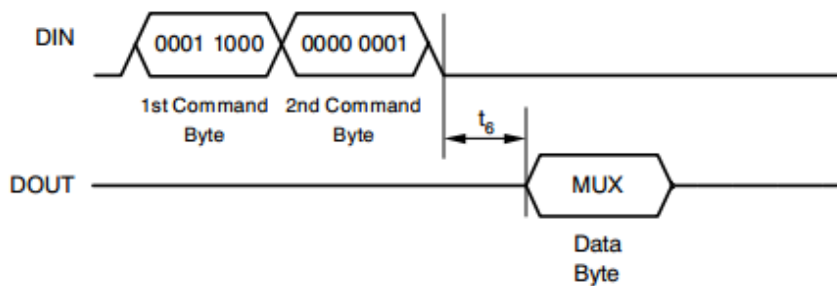 DIN
0001 1000
0000 0001
1st Command
Byte
2nd Command
Byte
t6
DOUT
MUX
Data
Byte